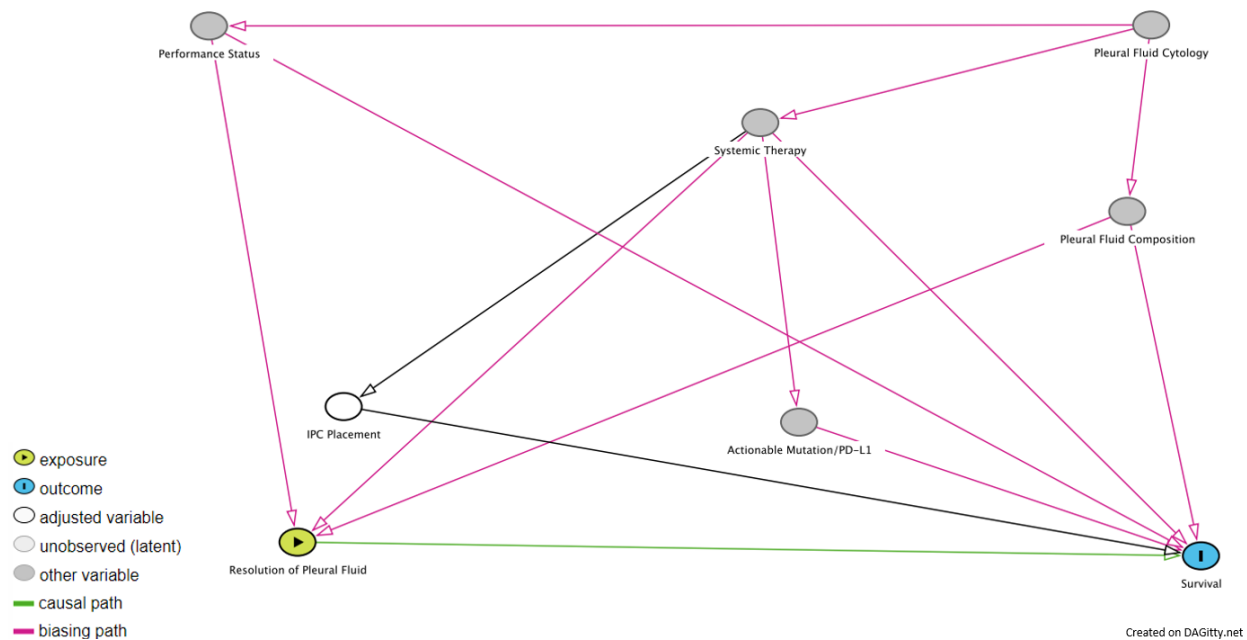 Performance Status
Pleural Fluid Cytology
Systemic Therapy
Pleural Fluid Composition
IPC Placement
Actionable Mutation/PD-L1
exposure
outcome
adjusted variable
unobserved (latent)
other variable
causal path
biasing path
Resolution of Pleural Fluid
Survival
Created on DAGitty.net